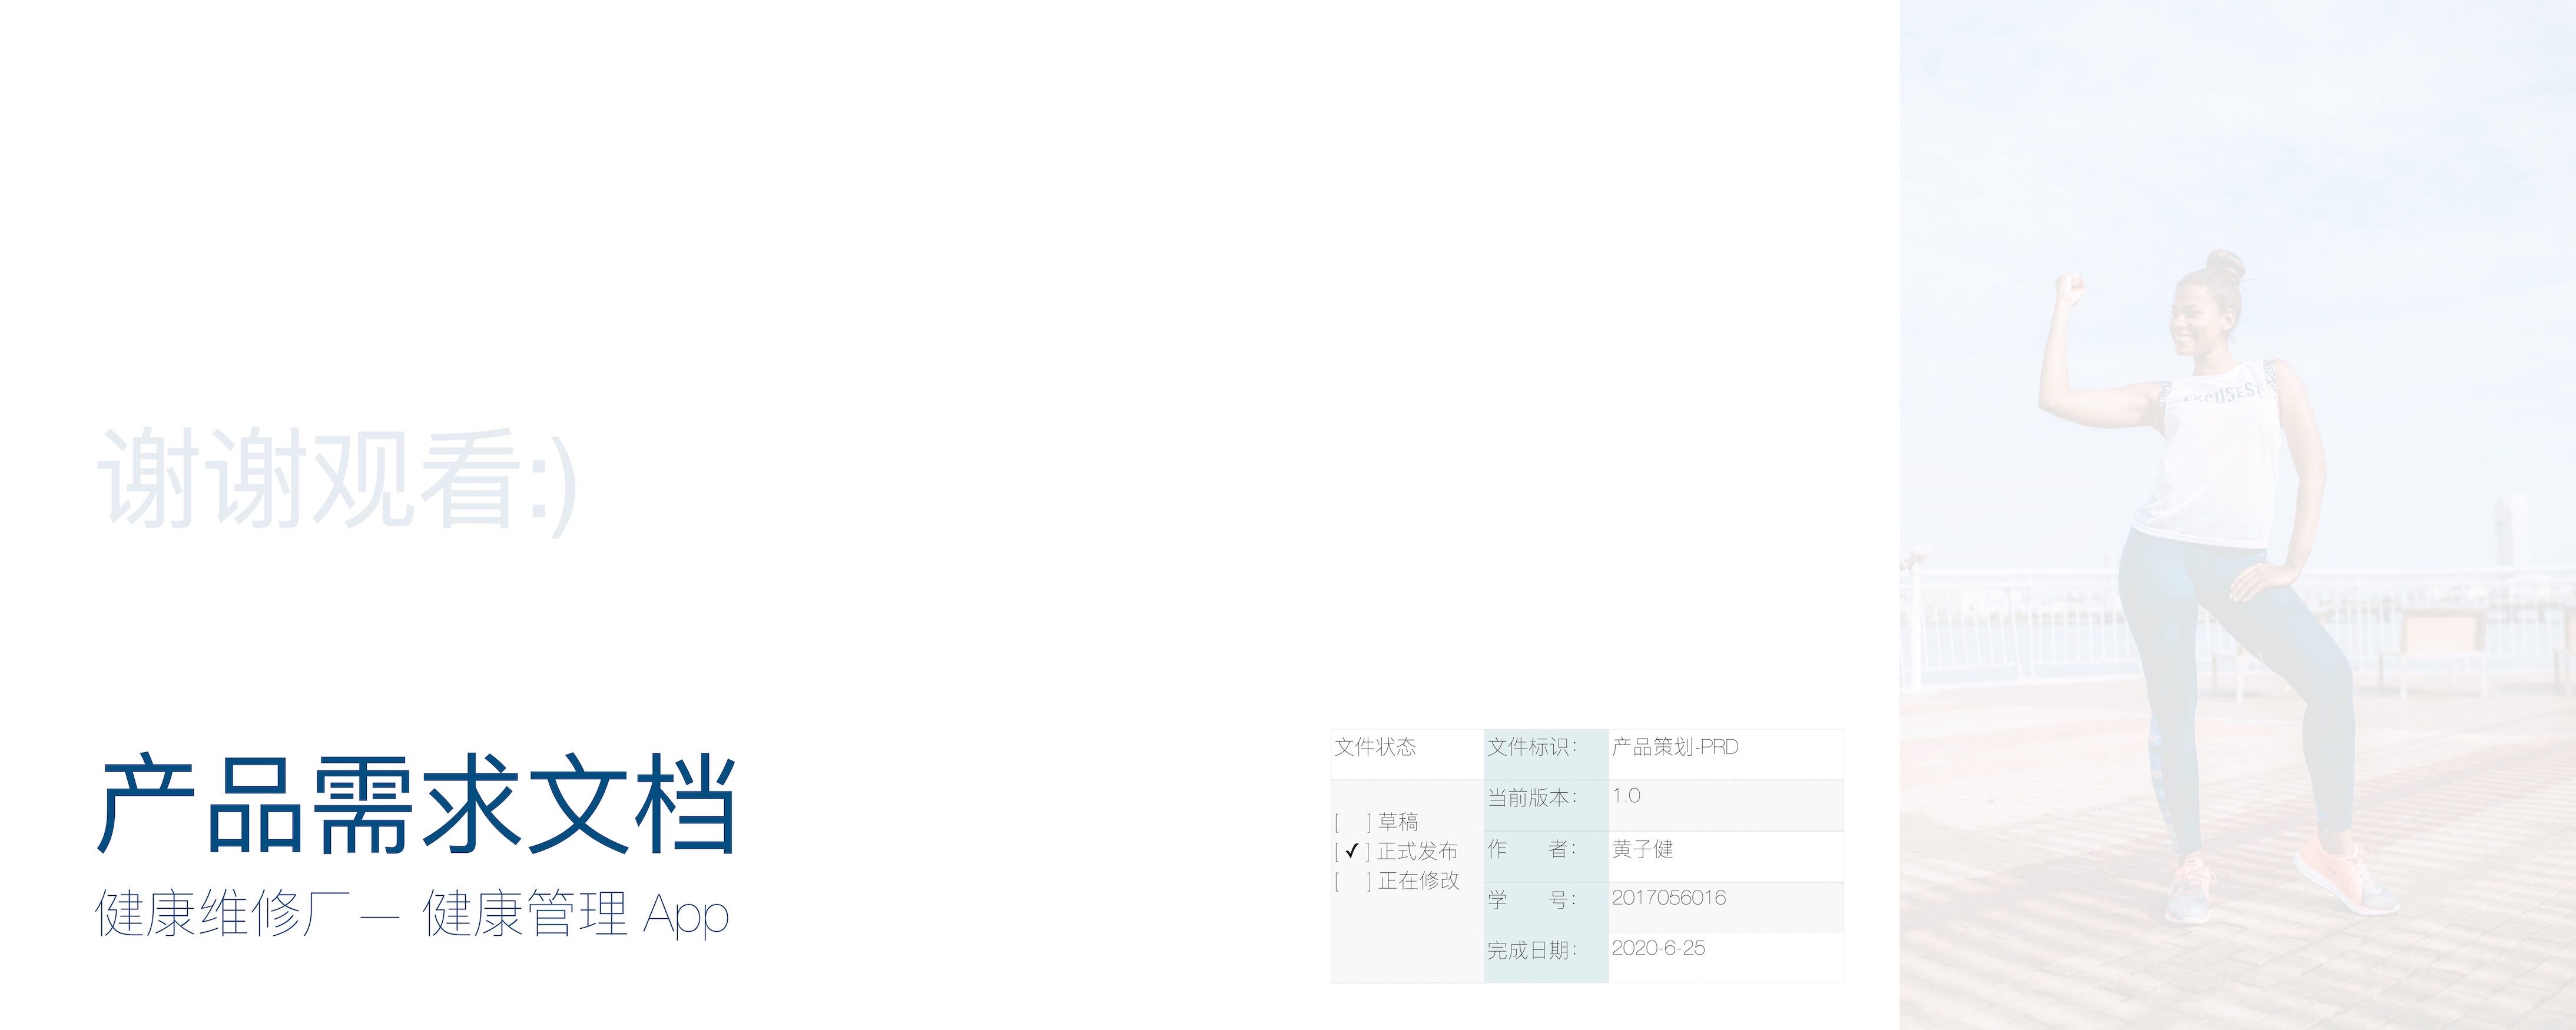 谢谢观看:)
产品需求文档
健康维修厂— 健康管理 App
文件状态 文件标识： 产品策划-PRD
[ ] 草稿
[ ✓ ] 正式发布
[ ] 正在修改
当前版本： 1.0
作 者： 黄子健
学 号： 2017056016
完成日期： 2020-6-25